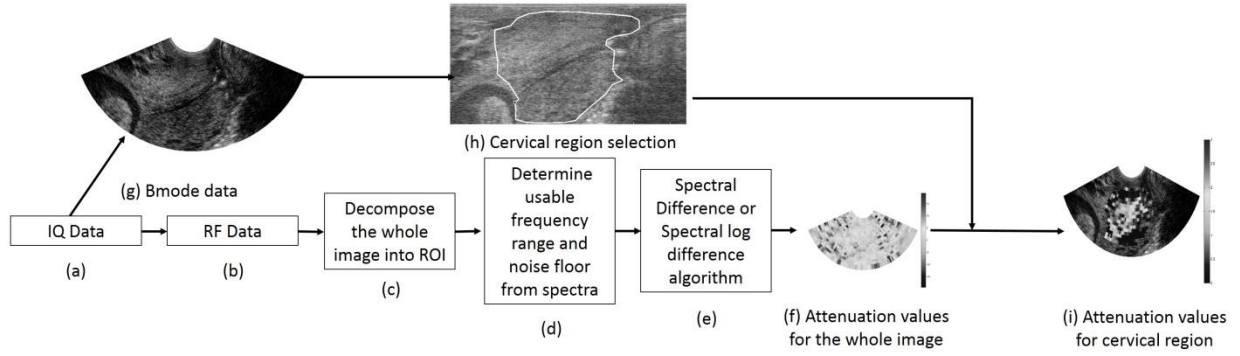 (h) Cervical region selection
(g) Bmode data
IQ Data
RF Data
Decompose
the whole
image into ROI
Determine
usable
frequency
range and
noise floor
from spectra
Spectral
Difference or
Spectral log
difference
algorithm
(a)
(b)
(c)
(d)
(e)
(f) Attenuation values
for the whole image
(i) Attenuation values
for cervical region